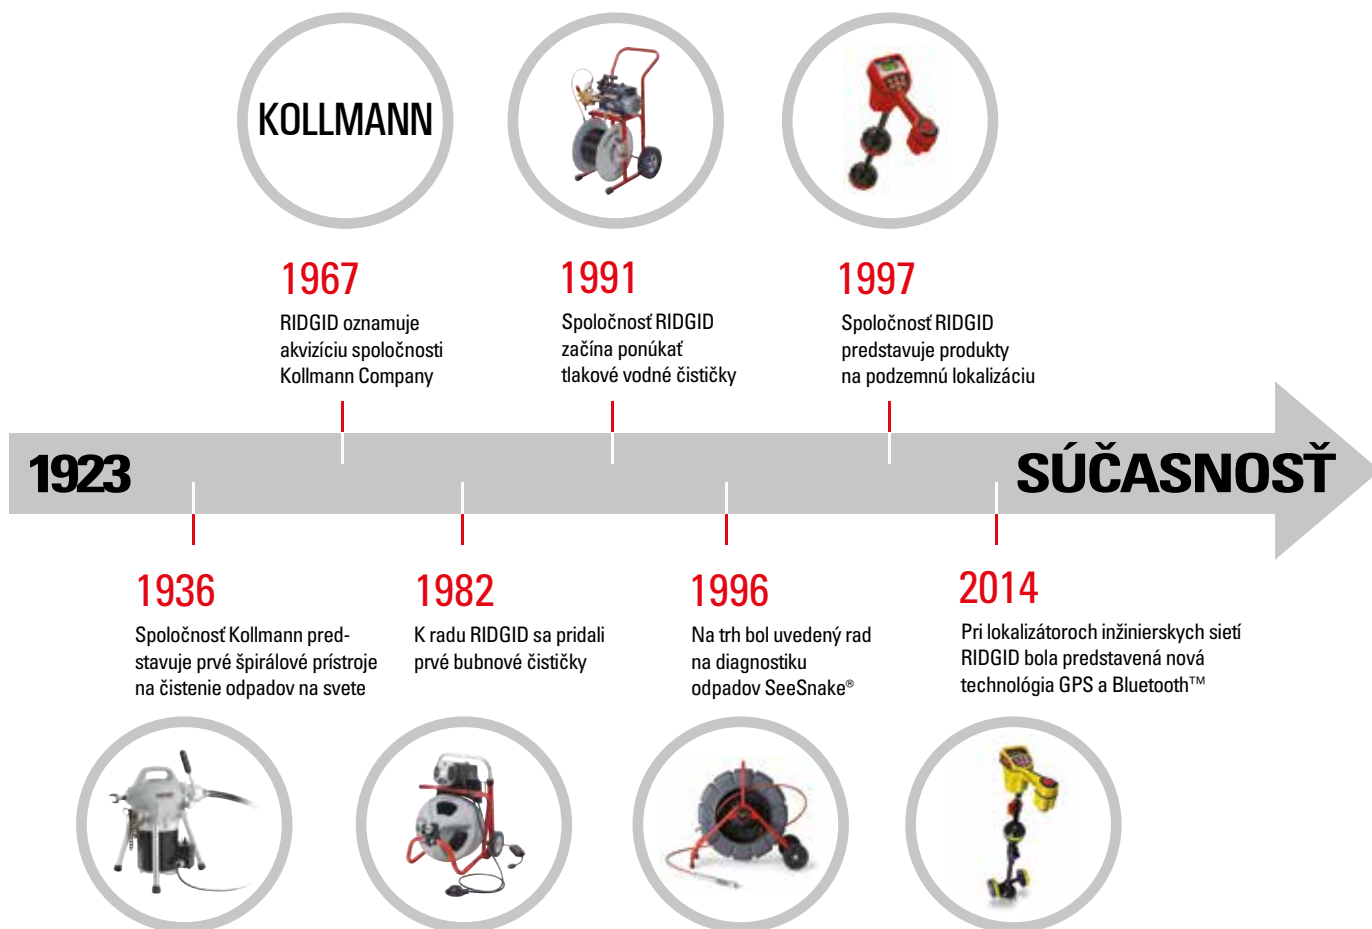 KOLLMANN
1967
RIDGID oznamuje
akvizíciu spoločnosti
Kollmann Company
1991
Spoločnosť RIDGID
začína ponúkať
tlakové vodné čističky
1997
Spoločnosť RIDGID
predstavuje produkty
na podzemnú lokalizáciu
1923
SÚČASNOSŤ
1936
Spoločnosť Kollmann pred-
stavuje prvé špirálové prístroje
na čistenie odpadov na svete
1982
K radu RIDGID sa pridali
prvé bubnové čističky
1996
Na trh bol uvedený rad
na diagnostiku
odpadov SeeSnake®
2014
Pri lokalizátoroch inžinierskych sietí
RIDGID bola predstavená nová
technológia GPS a Bluetooth™